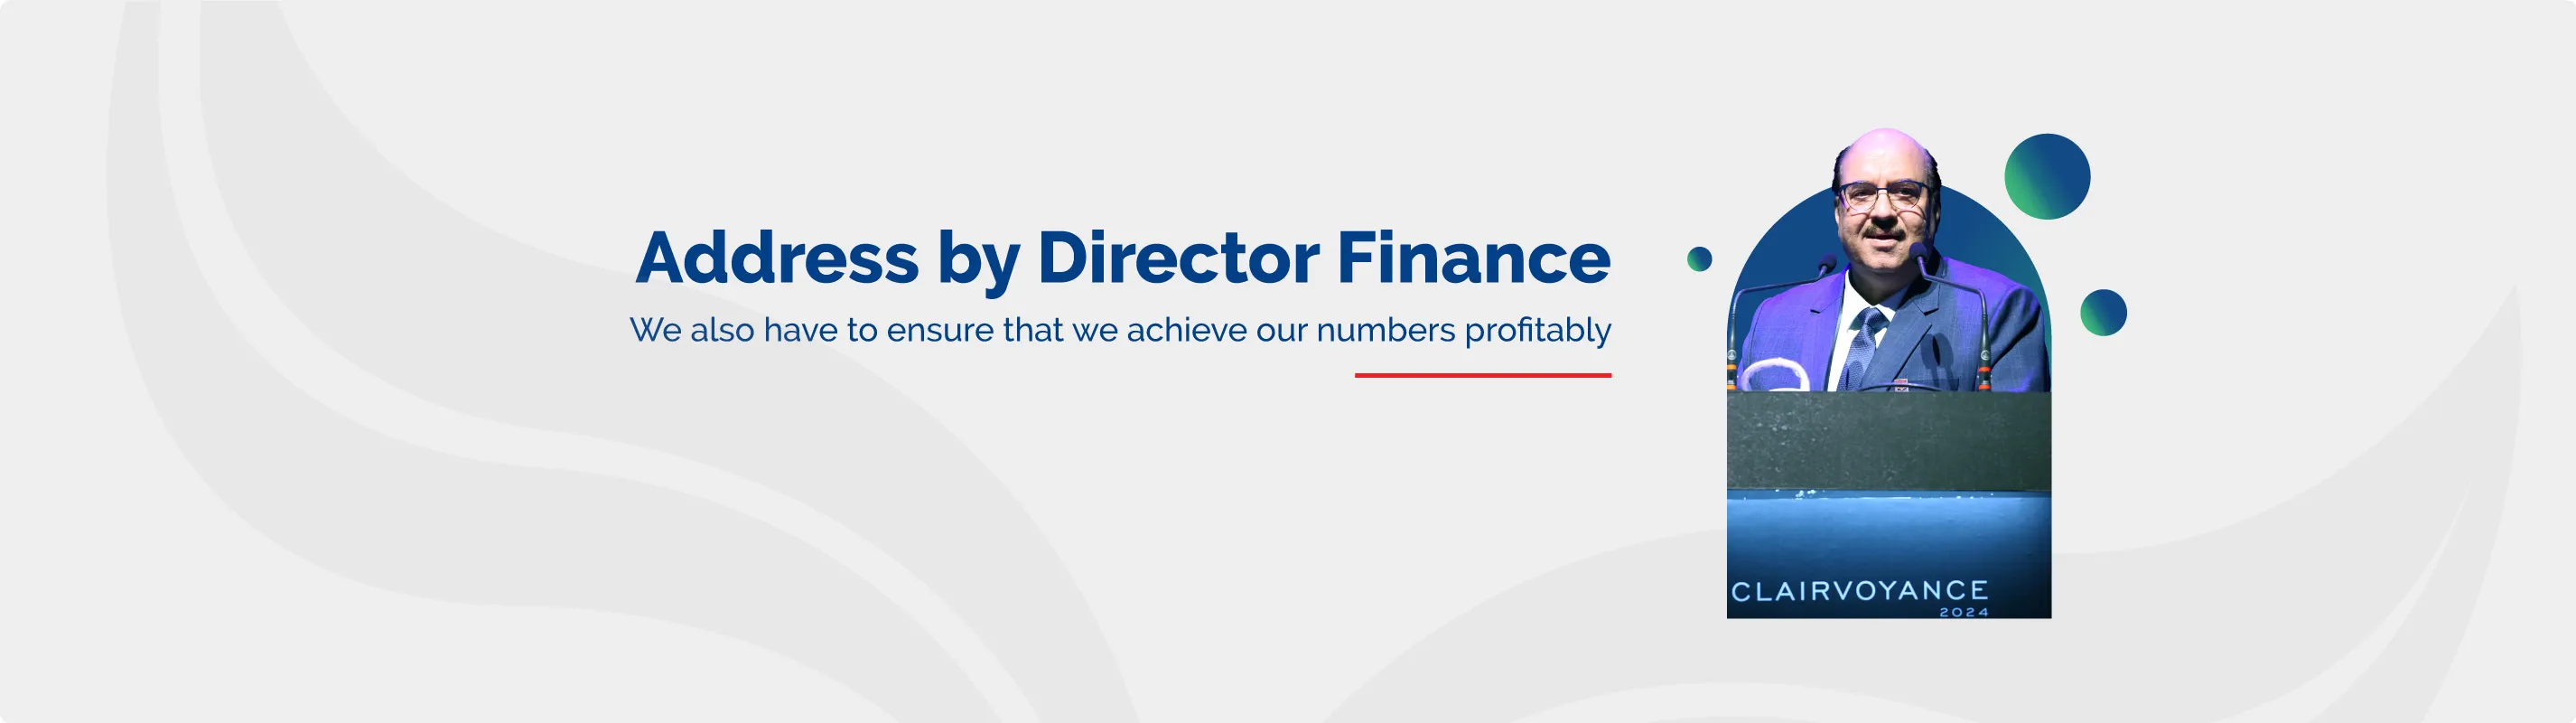 Address by Director Finance
We also have to ensure that we achieve our numbers profitably
CLAIRVOYANCE
2024